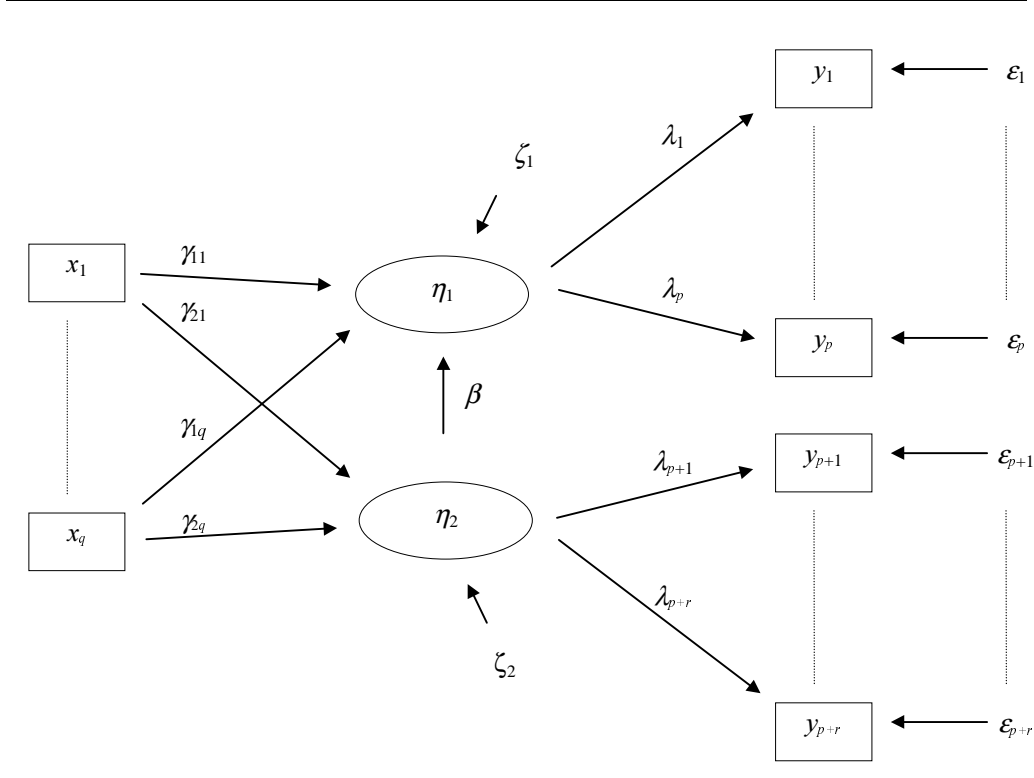 y₁
ε₁
λ₁
ζ₁
x₁
γ₁₁
η₁
λₚ
γ₂₁
yₚ
εₚ
β
γ₁q
λₚ₊₁
yₚ₊₁
εₚ₊₁
xq
γ₂q
η₂
λₚ₊ᵣ
ζ₂
yₚ₊ᵣ
εₚ₊ᵣ